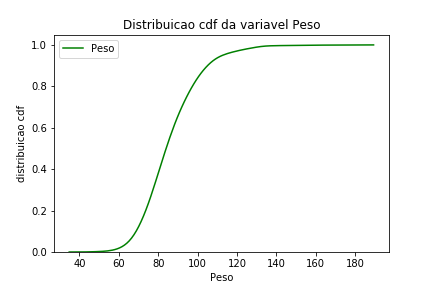 Distribuicao cdf da variavel Peso
Peso
distribuicao cdf
1.0
0.8
0.6
0.4
0.2
0.0
40 60 80 100 120 140 160 180
Peso